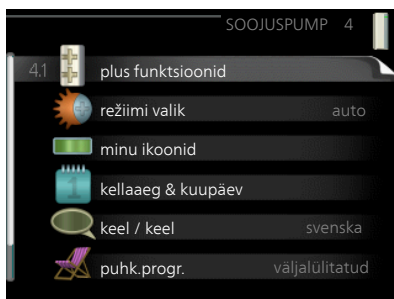 SOOJUSPUMP 4
4.1 plus funktsioonid
režiimi valik auto
minu ikoonid
1
kellaaeg & kuupäev
keel / keel svenska
puhk.progr. väljalülitatud